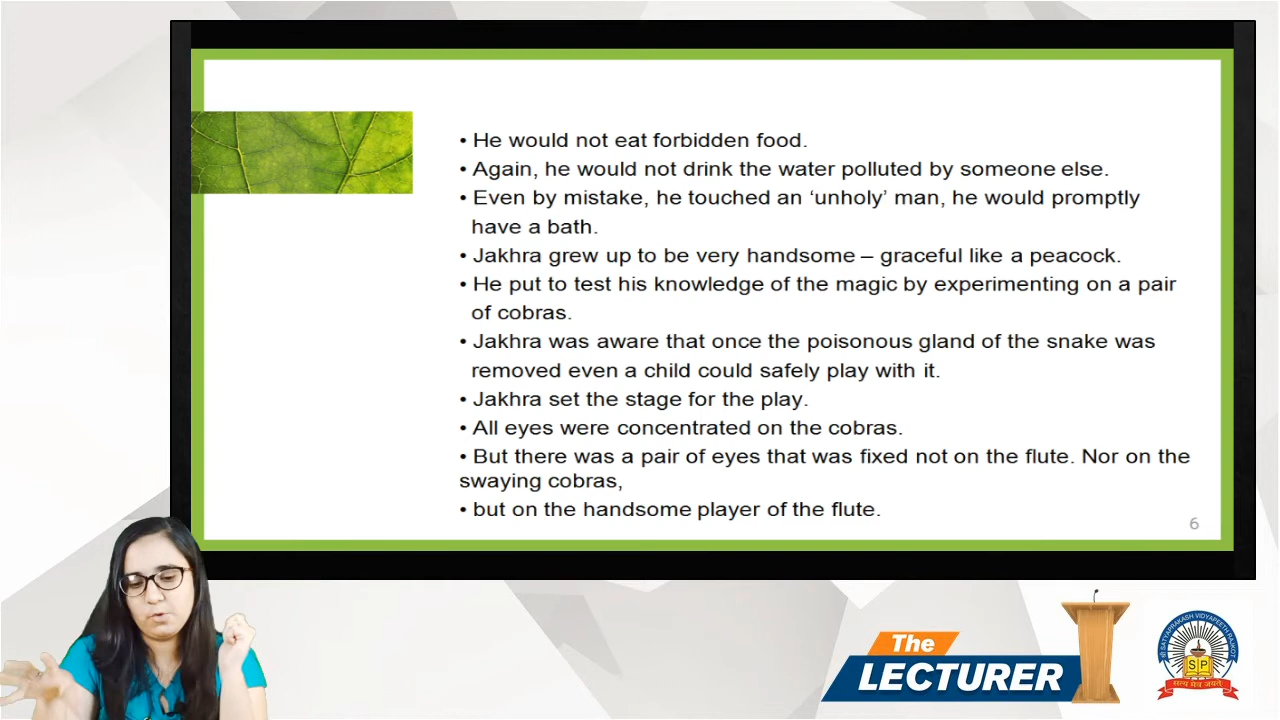 • He would not eat forbidden food.
• Again, he would not drink the water polluted by someone else.
• Even by mistake, he touched an ‘unholy’ man, he would promptly
have a bath.
• Jakhra grew up to be very handsome – graceful like a peacock.
• He put to test his knowledge of the magic by experimenting on a pair
of cobras.
• Jakhra was aware that once the poisonous gland of the snake was
removed even a child could safely play with it.
• Jakhra set the stage for the play.
• All eyes were concentrated on the cobras.
• But there was a pair of eyes that was fixed not on the flute. Nor on the
swaying cobras,
• but on the handsome player of the flute.
6
The
LECTURER
SATYAPRAKASH VIDYAPEETH RAJKOT
SP
सत्य मेव जयते